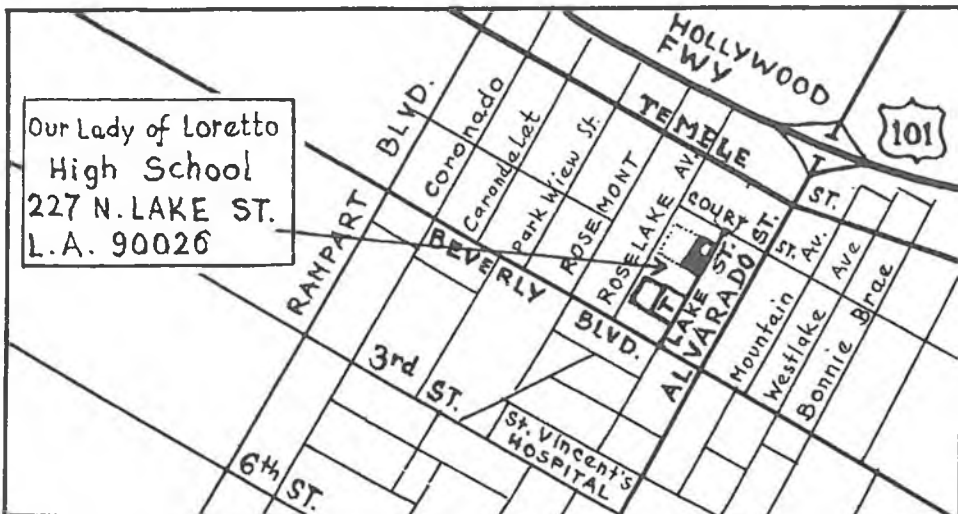 HOLLYWOOD
FWY
101
Our Lady of Loretto
High School
227 N. LAKE ST.
L.A. 90026
RAMPART BLVD.
CORONADO
Carondelet
Park View St.
ROSEMONT
ROSELAKE AV.
TEMPLE ST.
COURT ST.
LAKE ST.
ALVARADO ST.
Mountain Av.
Westlake Ave
Bonnie Brae
BEVERLY BLVD.
3rd ST.
6th ST.
St. Vincent's
HOSPITAL